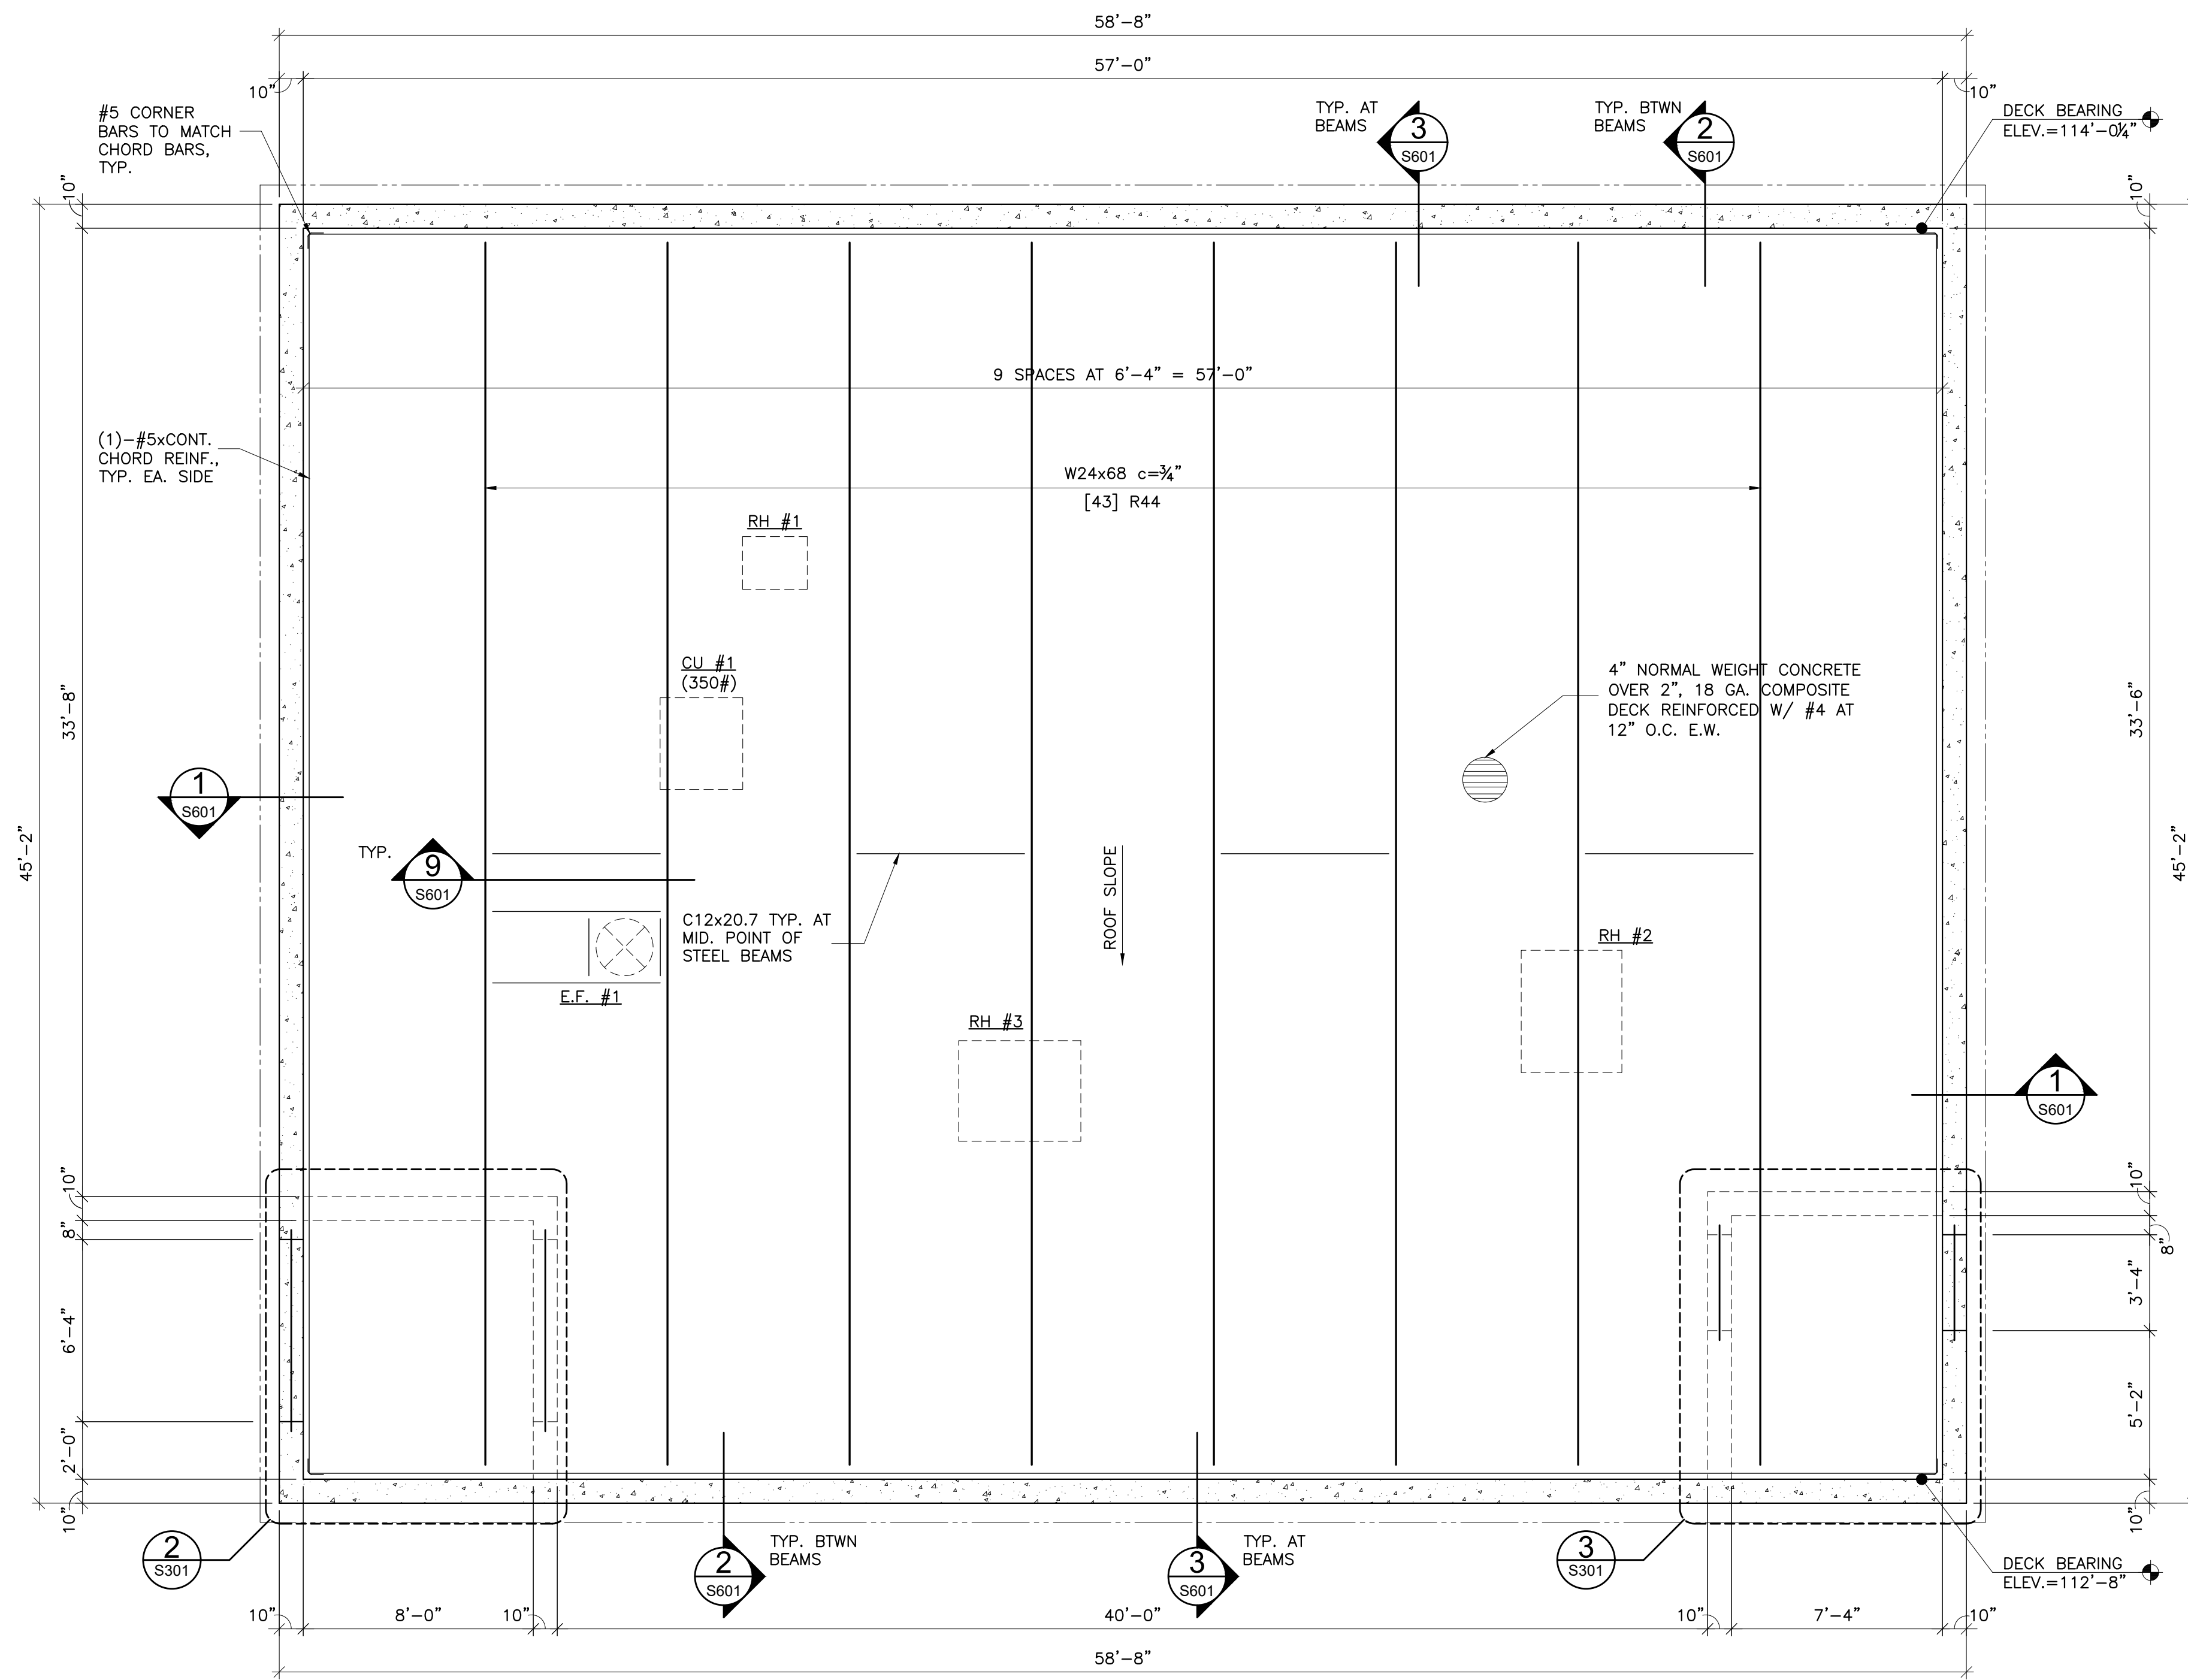 58'-8"
57'-0"
10"
10"
#5 CORNER
BARS TO MATCH
CHORD BARS,
TYP.
TYP. AT
BEAMS
3
S601
TYP. BTWN
BEAMS
2
S601
DECK BEARING
ELEV.=114'-0¼"
10"
10"
9 SPACES AT 6'-4" = 57'-0"
(1)-#5xCONT.
CHORD REINF.,
TYP. EA. SIDE
W24x68 c=¾"
[43] R44
RH #1
CU #1
(350#)
4" NORMAL WEIGHT CONCRETE
OVER 2", 18 GA. COMPOSITE
DECK REINFORCED W/ #4 AT
12" O.C. E.W.
33'-8"
33'-6"
1
S601
45'-2"
45'-2"
TYP.
9
S601
C12x20.7 TYP. AT
MID. POINT OF
STEEL BEAMS
ROOF SLOPE
E.F. #1
RH #2
RH #3
1
S601
10"
8"
6'-4"
2'-0"
10"
10"
8"
3'-4"
5'-2"
10"
2
S301
2
S601
TYP. BTWN
BEAMS
3
S601
TYP. AT
BEAMS
3
S301
DECK BEARING
ELEV.=112'-8"
10"
8'-0"
10"
40'-0"
10"
7'-4"
10"
58'-8"